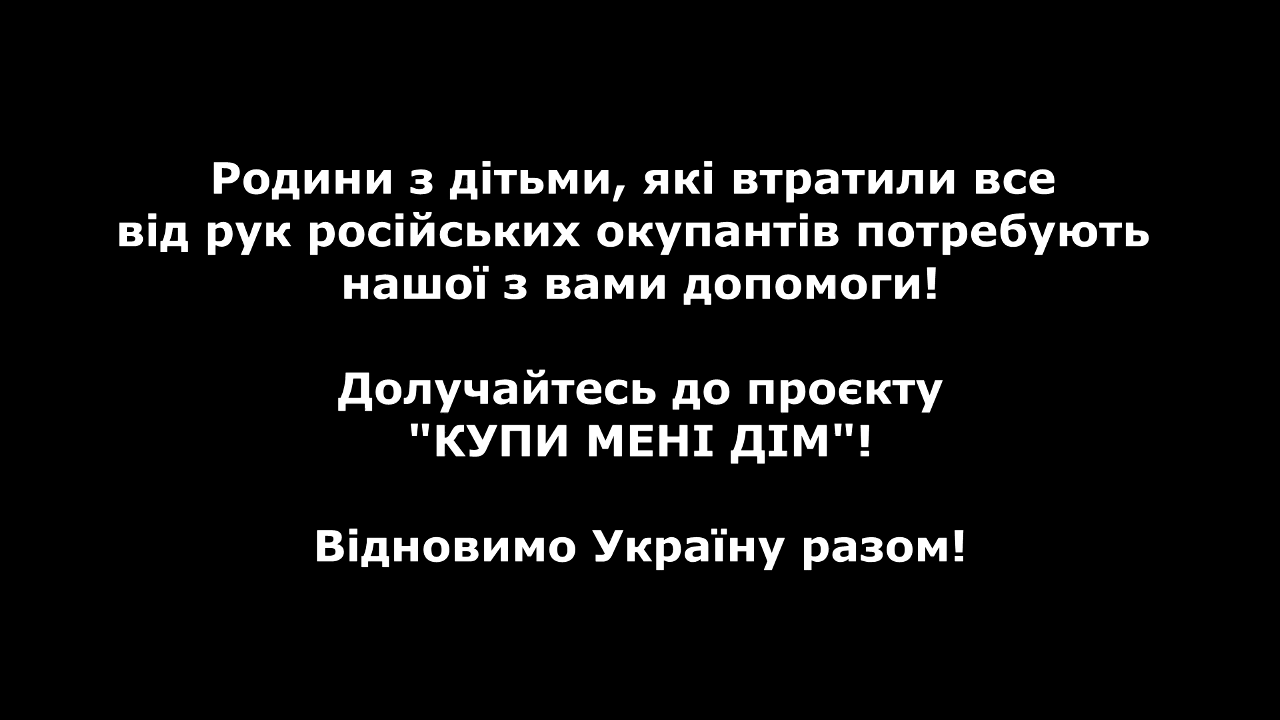 Родини з дітьми, які втратили все
від рук російських окупантів потребують
нашої з вами допомоги!
Долучайтесь до проєкту
"КУПИ МЕНІ ДІМ"!
Відновимо Україну разом!